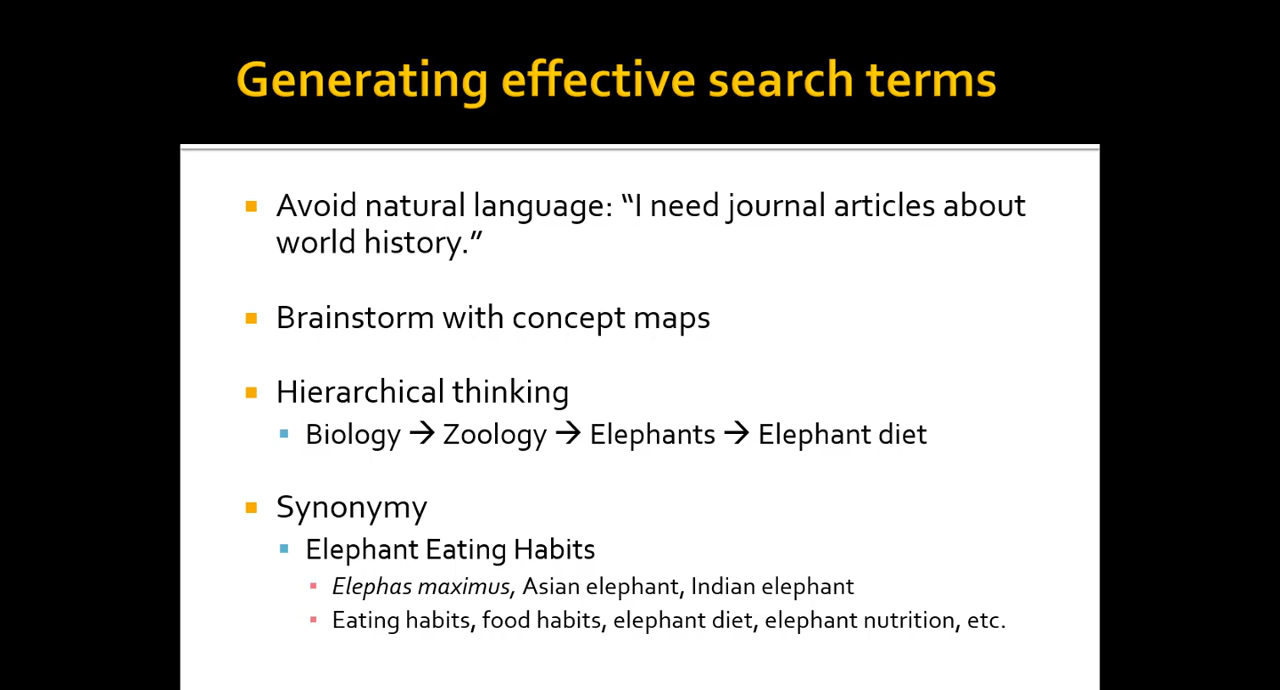 Generating effective search terms
Avoid natural language: “I need journal articles about
world history.”
Brainstorm with concept maps
Hierarchical thinking
Biology → Zoology → Elephants → Elephant diet
Synonymy
Elephant Eating Habits
Elephas maximus, Asian elephant, Indian elephant
Eating habits, food habits, elephant diet, elephant nutrition, etc.